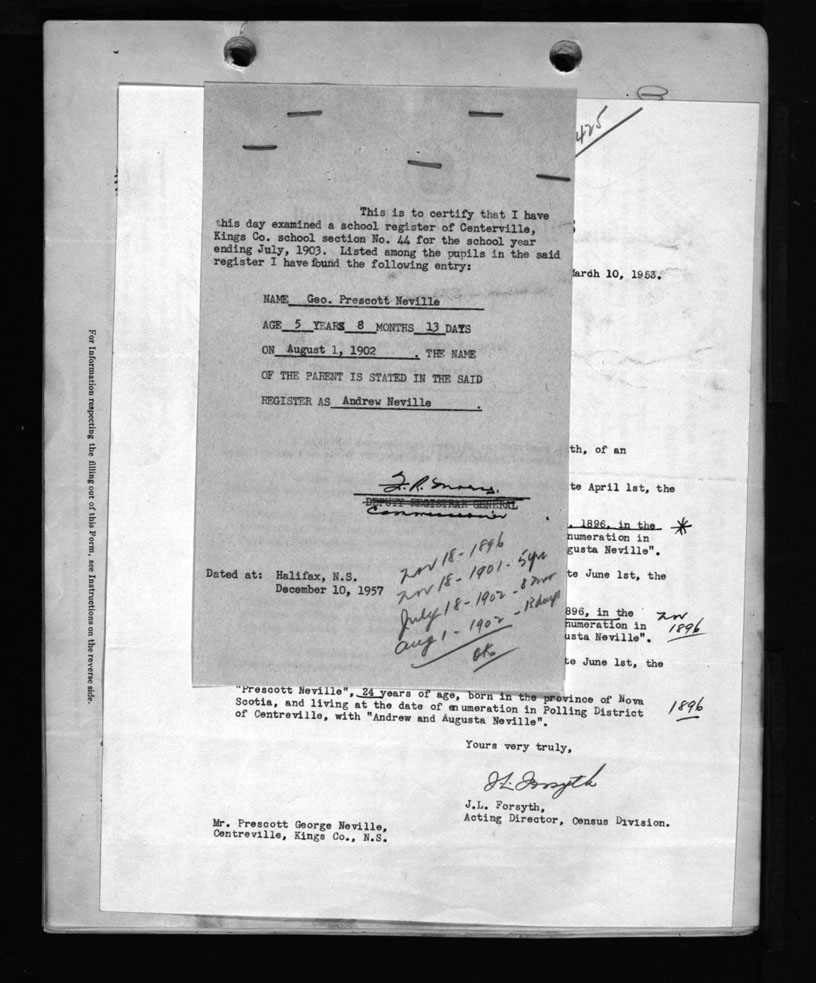 425
March 10, 1953.
This is to certify that I have
this day examined a school register of Centerville,
Kings Co. school section No. 44 for the school year
ending July, 1903. Listed among the pupils in the said
register I have found the following entry:
NAME Geo. Prescott Neville
AGE 5 YEARS 8 MONTHS 13 DAYS
ON August 1, 1902 . THE NAME
OF THE PARENT IS STATED IN THE SAID
REGISTER AS Andrew Neville .
DEPUTY REGISTRAR GENERAL
Commissioner
Dated at: Halifax, N.S.
December 10, 1957
Nov 18 - 1896
Nov 18 - 1901 - 5 yrs
July 18 - 1902 - 8 mos
Aug 1 - 1902 - 13 days
OK
th, of an
te April 1st, the
, 1896, in the *
numeration in
gusta Neville".
te June 1st, the
896, in the Nov
numeration in 1896
usta Neville".
te June 1st, the
"Prescott Neville", 24 years of age, born in the province of Nova
Scotia, and living at the date of enumeration in Polling District 1896
of Centreville, with "Andrew and Augusta Neville".
Yours very truly,
J.L. Forsyth
J.L. Forsyth,
Acting Director, Census Division.
Mr. Prescott George Neville,
Centreville, Kings Co., N.S.
For Information respecting the filling out of this Form, see Instructions on the reverse side.